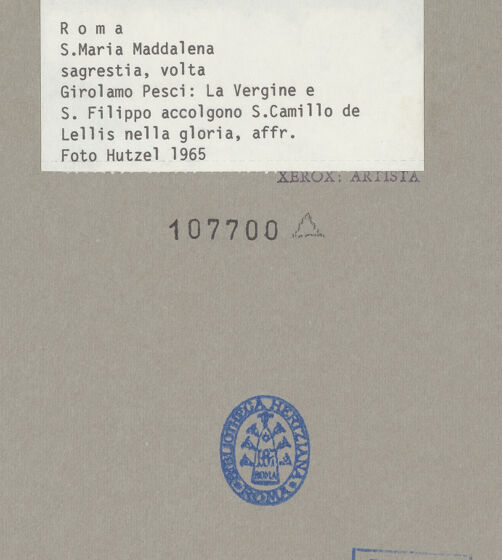 Roma
S.Maria Maddalena
sagrestia, volta
Girolamo Pesci: La Vergine e
S. Filippo accolgono S.Camillo de
Lellis nella gloria, affr.
Foto Hutzel 1965
XEROX: ARTISTA
107700
BIBLIOTHECA HERTZIANA
ROMA